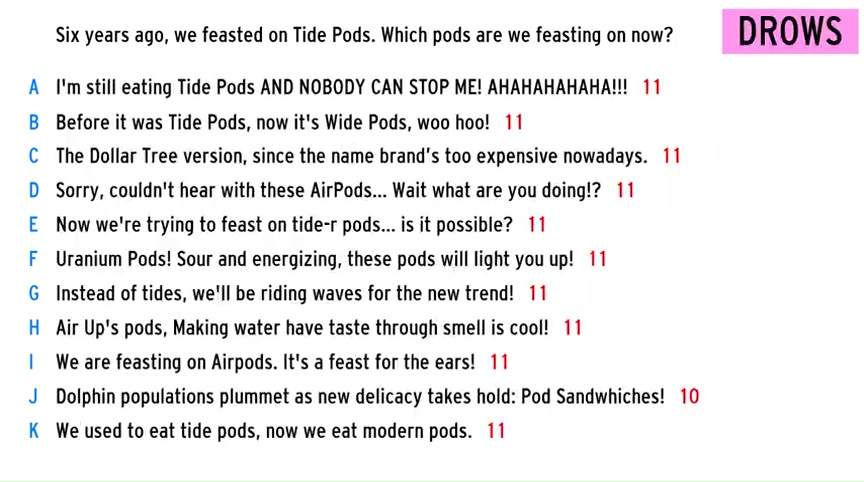 Six years ago, we feasted on Tide Pods. Which pods are we feasting on now?
DROWS
A I'm still eating Tide Pods AND NOBODY CAN STOP ME! AHAHAHAHAHA!!! 11
B Before it was Tide Pods, now it's Wide Pods, woo hoo! 11
C The Dollar Tree version, since the name brand's too expensive nowadays. 11
D Sorry, couldn't hear with these AirPods... Wait what are you doing!? 11
E Now we're trying to feast on tide-r pods... is it possible? 11
F Uranium Pods! Sour and energizing, these pods will light you up! 11
G Instead of tides, we'll be riding waves for the new trend! 11
H Air Up's pods, Making water have taste through smell is cool! 11
I We are feasting on Airpods. It's a feast for the ears! 11
J Dolphin populations plummet as new delicacy takes hold: Pod Sandwhiches! 10
K We used to eat tide pods, now we eat modern pods. 11